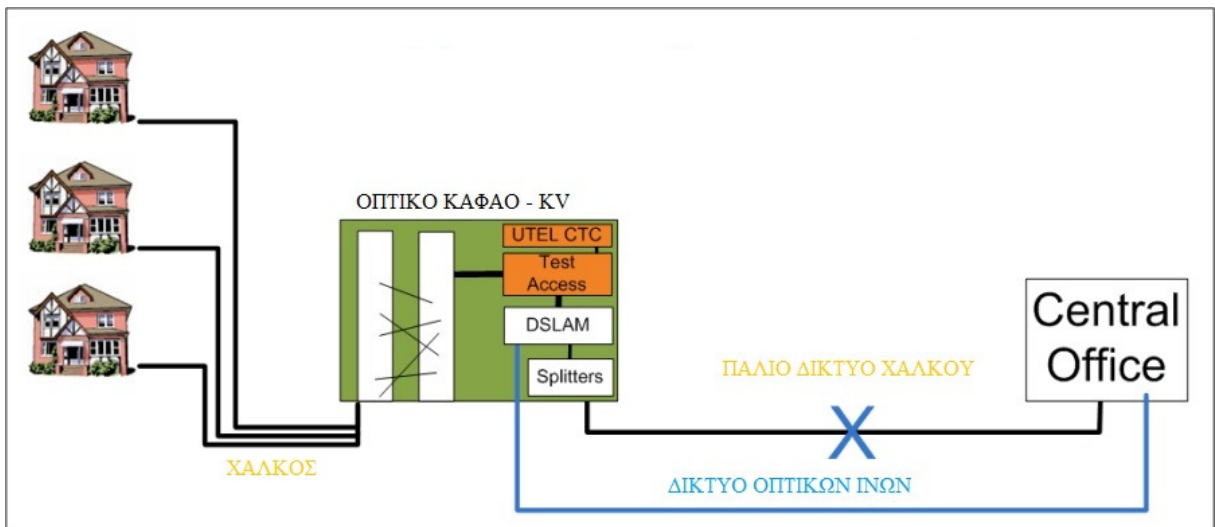 ΟΠΤΙΚΟ ΚΑΦΑΟ - KV
UTEL CTC
Test
Access
DSLAM
Splitters
Central
Office
ΠΑΛΙΟ ΔΙΚΤΥΟ ΧΑΛΚΟΥ
X
ΧΑΛΚΟΣ
ΔΙΚΤΥΟ ΟΠΤΙΚΩΝ ΙΝΩΝ